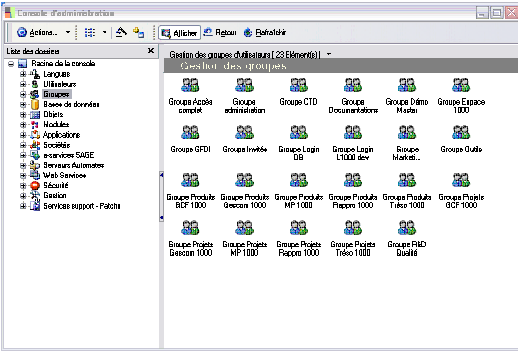 Console d'administration
Actions... Afficher Retour Rafraîchir
Liste des dossiers
Racine de la console
Langues
Utilisateurs
Groupes
Bases de données
Objets
Modules
Applications
Sociétés
e-services SAGE
Serveurs Automates
Web Services
Sécurité
Gestion
Services support - Patchs
Gestion des groupes d'utilisateurs [ 23 Elément(s) ]
Gestion des groupes
Groupe Accès complet
Groupe administration
Groupe CTD
Groupe Documentations
Groupe Démo Master
Groupe Espace 1000
Groupe GFDI
Groupe Invités
Groupe Login DB
Groupe Login L1000 dev
Groupe Marketi...
Groupe Outils
Groupe Produits BCF 1000
Groupe Produits Gescom 1000
Groupe Produits MP 1000
Groupe Produits Rappro 1000
Groupe Produits Tréso 1000
Groupe Projets GCF 1000
Groupe Projets Gescom 1000
Groupe Projets MP 1000
Groupe Projets Rappro 1000
Groupe Projets Tréso 1000
Groupe R&D Qualité